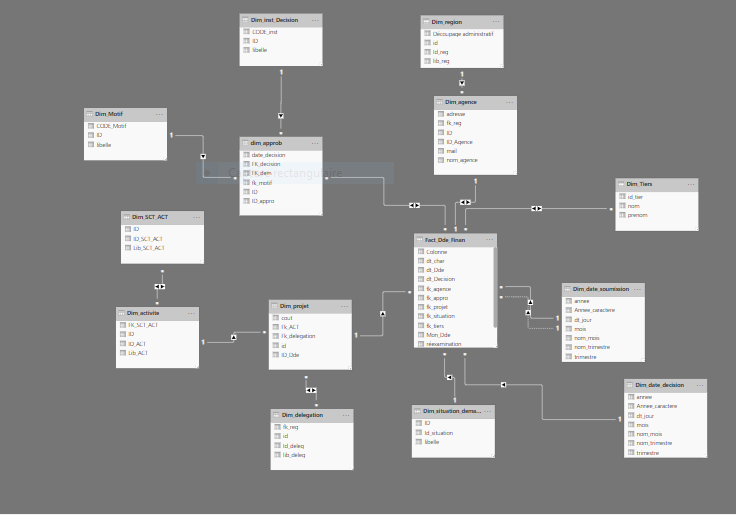 Dim_inst_Decision
CODE_inst
ID
libelle
Dim_region
Découpage administratif
id
id_reg
lib_reg
Dim_agence
adresse
fk_reg
ID
ID_Agence
mail
nom_agence
Dim_Motif
CODE_Motif
ID
libelle
dim_approb
date_decision
FK_decision
FK_dem
fk_motif
ID
ID_appro
rectangulaire
Dim_Tiers
id_tier
nom
prenom
Dim_SCT_ACT
ID
ID_SCT_ACT
Lib_SCT_ACT
Fact_Dde_Finan
Colonne
dt_char
dt_Dde
dt_Decision
fk_agence
fk_appro
fk_projet
fk_situation
fk_tiers
Mon_Dde
réexamination
Dim_date_soumission
annee
Annee_caractere
dt_jour
mois
nom_mois
nom_trimestre
trimestre
Dim_activite
FK_SCT_ACT
ID
ID_ACT
Lib_ACT
Dim_projet
cout
Fk_ACT
Fk_delegation
id
ID_Dde
Dim_delegation
fk_reg
id
id_deleg
lib_deleg
Dim_situation_dema...
ID
id_situation
libelle
Dim_date_decision
annee
Annee_caractere
dt_jour
mois
nom_mois
nom_trimestre
trimestre